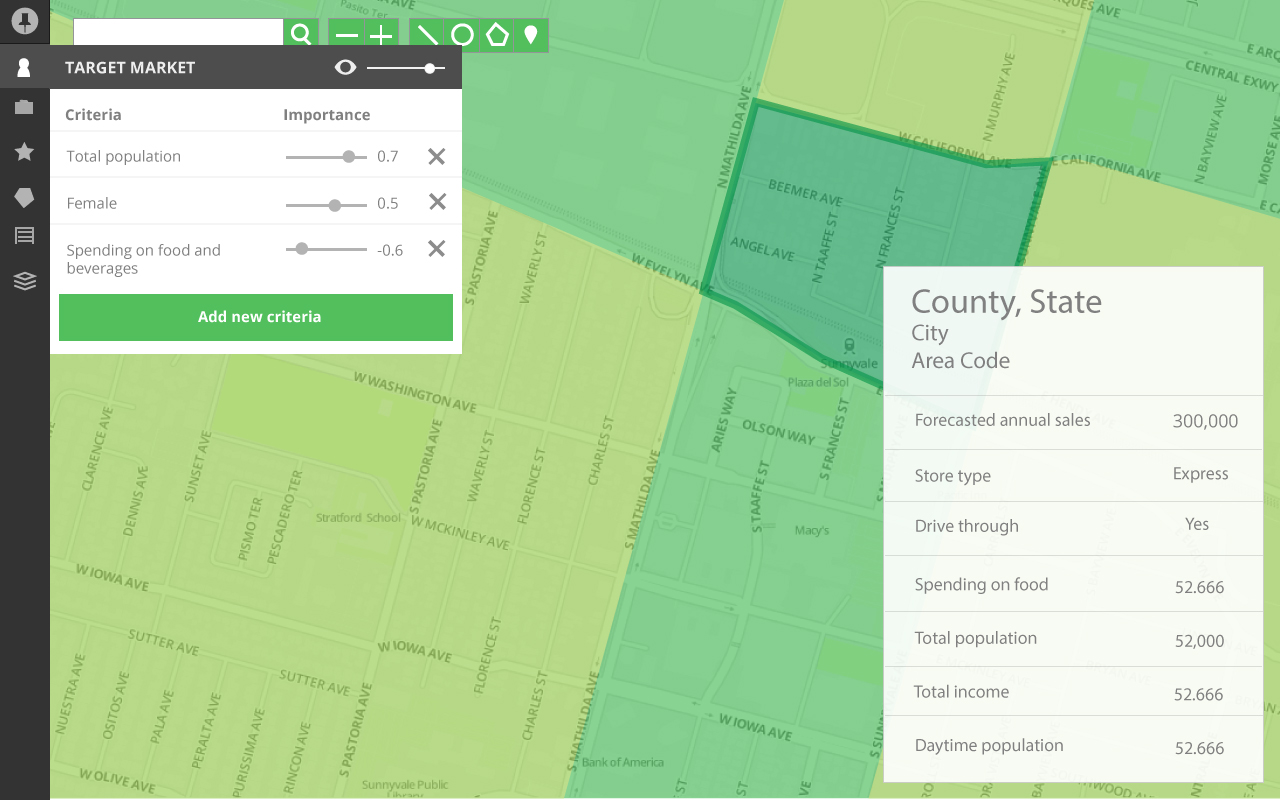 Pasito Ter
TARGET MARKET
Criteria
Importance
Total population
0.7
Female
0.5
Spending on food and
beverages
-0.6
Add new criteria
E ARQ
CENTRAL EXWY
N MURPHY AVE
N BAYVIEW AVE
MORSE AVE
N MATHILDA AVE
W CALIFORNIA AVE
E CALIFORNIA AVE
E C
BEEMER AVE
ANGEL AVE
N TAAFFE ST
N FRANCES ST
SUNNYVALE AVE
W EVELYN AVE
S PASTORIA AVE
WAVERLY ST
Sunnyvale
Plaza del Sol
W WASHINGTON AVE
CLARENCE AVE
DENNIS AVE
SUNSET AVE
PISMO TER
PESCADERO TER
Stratford School
S PASTORIA AVE
WAVERLY ST
FLORENCE ST
CHARLES ST
S MATHILDA AVE
W MCKINLEY AVE
ARIES WAY
OLSON WAY
S FRANCES ST
S TAAFFE ST
Macy's
W IOWA AVE
SUTTER AVE
SUTTER AVE
W IOWA AVE
W IOWA AVE
NUESTRA AVE
OSITOS AVE
PALA AVE
PERALTA AVE
PURISSIMA AVE
RINCON AVE
S PASTORIA AVE
FLORENCE ST
CHARLES ST
S MATHILDA AVE
W OLIVE AVE
Sunnyvale Public
Library
Bank of America
County, State
City
Area Code
Forecasted annual sales
300,000
Store type
Express
Drive through
Yes
Spending on food
52.666
Total population
52,000
Total income
52.666
Daytime population
52.666